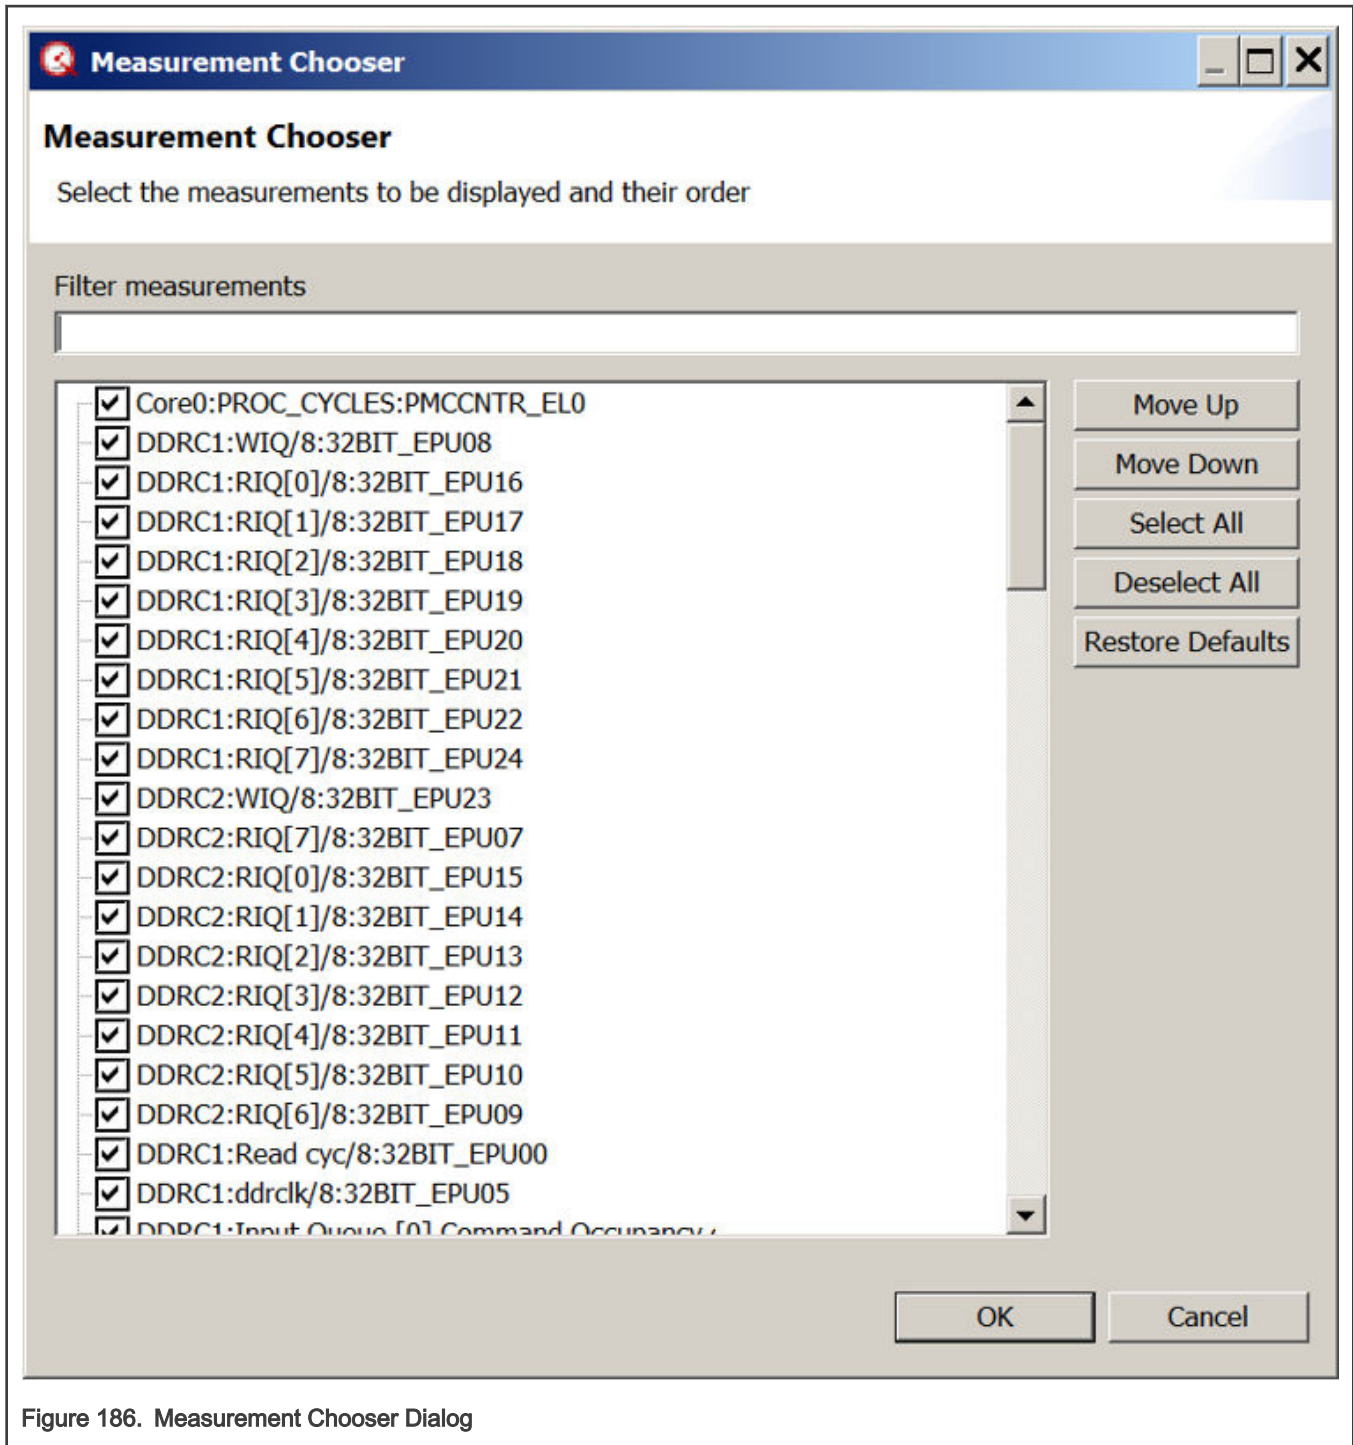 Measurement Chooser
Measurement Chooser
Select the measurements to be displayed and their order
Filter measurements
Core0:PROC_CYCLES:PMCCNTR_EL0
DDRC1:WIQ/8:32BIT_EPU08
DDRC1:RIQ[0]/8:32BIT_EPU16
DDRC1:RIQ[1]/8:32BIT_EPU17
DDRC1:RIQ[2]/8:32BIT_EPU18
DDRC1:RIQ[3]/8:32BIT_EPU19
DDRC1:RIQ[4]/8:32BIT_EPU20
DDRC1:RIQ[5]/8:32BIT_EPU21
DDRC1:RIQ[6]/8:32BIT_EPU22
DDRC1:RIQ[7]/8:32BIT_EPU24
DDRC2:WIQ/8:32BIT_EPU23
DDRC2:RIQ[7]/8:32BIT_EPU07
DDRC2:RIQ[0]/8:32BIT_EPU15
DDRC2:RIQ[1]/8:32BIT_EPU14
DDRC2:RIQ[2]/8:32BIT_EPU13
DDRC2:RIQ[3]/8:32BIT_EPU12
DDRC2:RIQ[4]/8:32BIT_EPU11
DDRC2:RIQ[5]/8:32BIT_EPU10
DDRC2:RIQ[6]/8:32BIT_EPU09
DDRC1:Read cyc/8:32BIT_EPU00
DDRC1:ddrclk/8:32BIT_EPU05
DDRC1:Input Queue [0] Command Occupancy
Move Up
Move Down
Select All
Deselect All
Restore Defaults
OK
Cancel
Figure 186. Measurement Chooser Dialog